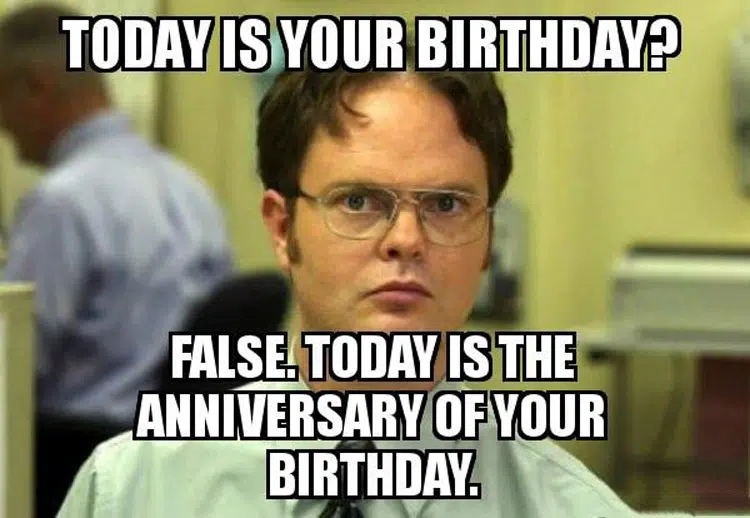 TODAY IS YOUR BIRTHDAY?
FALSE. TODAY IS THE
ANNIVERSARY OF YOUR
BIRTHDAY.